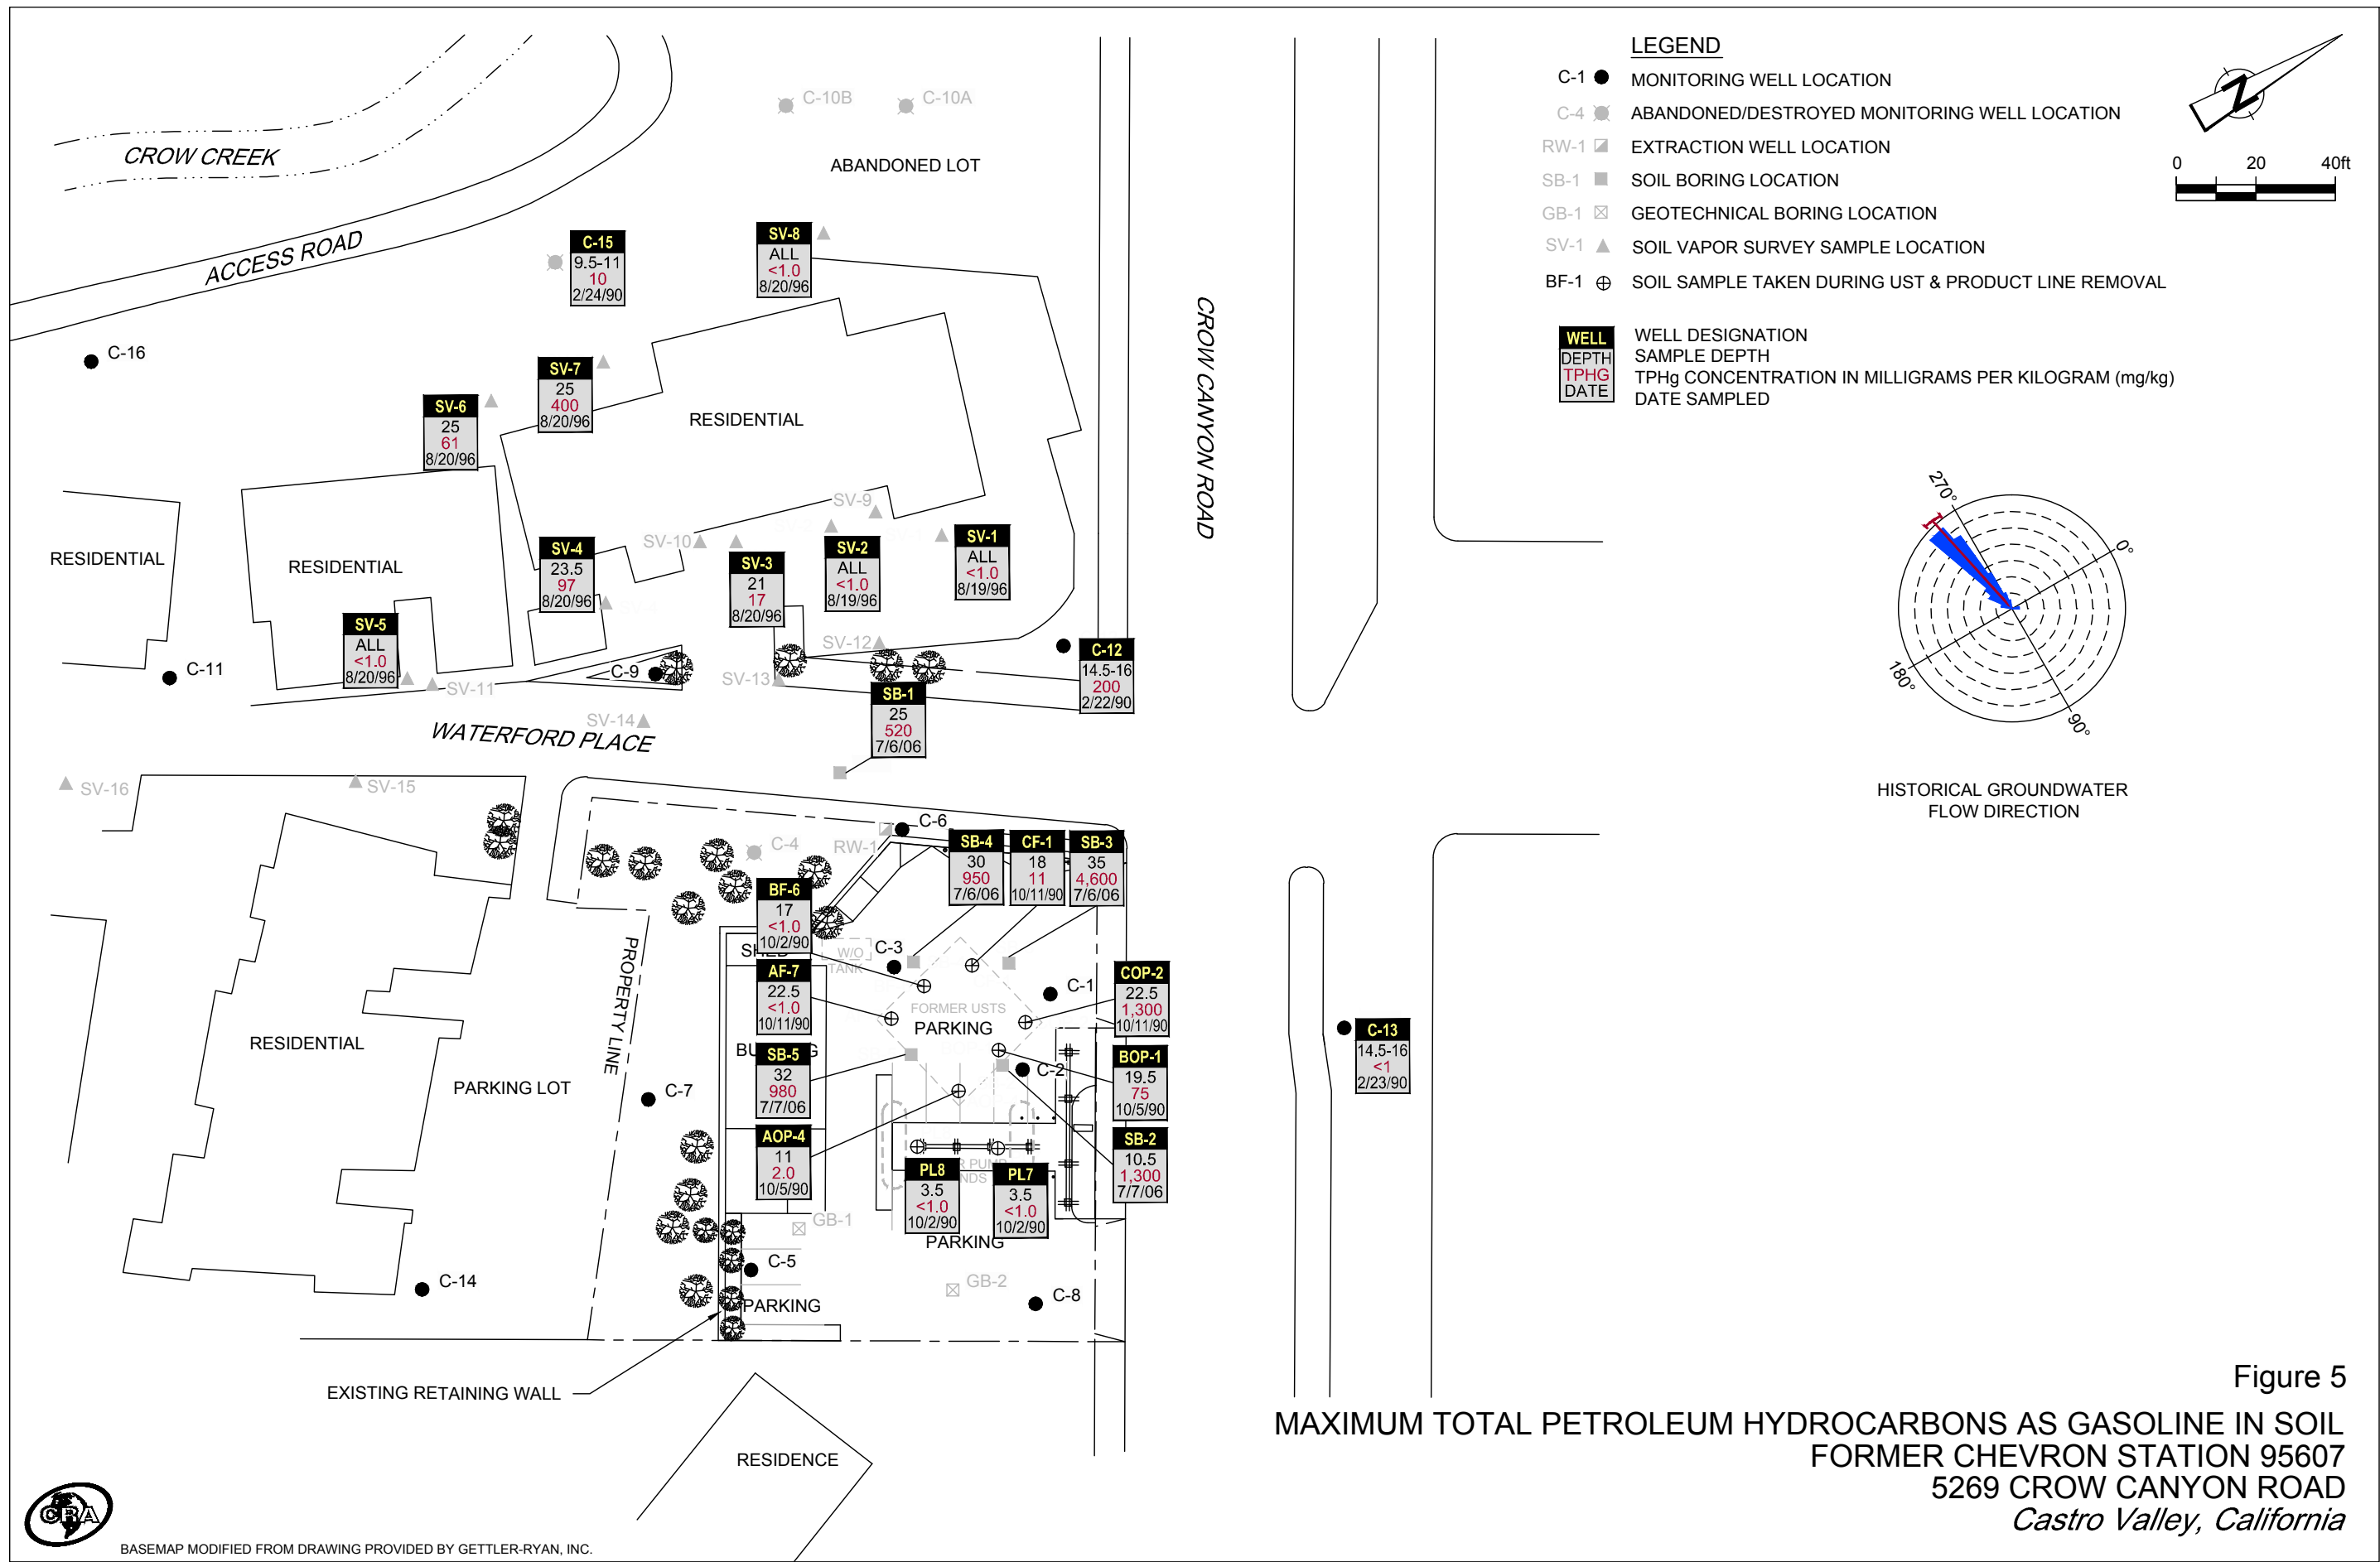 LEGEND
C-1 MONITORING WELL LOCATION
C-4 ABANDONED/DESTROYED MONITORING WELL LOCATION
RW-1 EXTRACTION WELL LOCATION
SB-1 SOIL BORING LOCATION
GB-1 GEOTECHNICAL BORING LOCATION
SV-1 SOIL VAPOR SURVEY SAMPLE LOCATION
BF-1 SOIL SAMPLE TAKEN DURING UST & PRODUCT LINE REMOVAL
WELL WELL DESIGNATION
DEPTH SAMPLE DEPTH
TPHG TPHg CONCENTRATION IN MILLIGRAMS PER KILOGRAM (mg/kg)
DATE DATE SAMPLED
N
0 20 40ft
270°
0°
180°
90°
HISTORICAL GROUNDWATER
FLOW DIRECTION
CROW CREEK
ACCESS ROAD
C-10B
C-10A
ABANDONED LOT
C-15
9.5-11
10
2/24/90
SV-8
ALL
<1.0
8/20/96
C-16
SV-7
25
400
8/20/96
SV-6
25
61
8/20/96
RESIDENTIAL
CROW CANYON ROAD
RESIDENTIAL
RESIDENTIAL
SV-9
SV-10
SV-4
23.5
97
8/20/96
SV-3
21
17
8/20/96
SV-2
ALL
<1.0
8/19/96
SV-1
ALL
<1.0
8/19/96
SV-5
ALL
<1.0
8/20/96
C-11
SV-11
C-9
SV-12
SV-13
C-12
14.5-16
200
2/22/90
SB-1
25
520
7/6/06
SV-14
WATERFORD PLACE
SV-16
SV-15
C-6
C-4
RW-1
SB-4
30
950
7/6/06
CF-1
18
11
10/11/90
SB-3
35
4,600
7/6/06
BF-6
17
<1.0
10/2/90
W/O
TANK
C-3
AF-7
22.5
<1.0
10/11/90
FORMER USTS
PARKING
C-1
COP-2
22.5
1,300
10/11/90
C-13
14.5-16
<1
2/23/90
PROPERTY LINE
RESIDENTIAL
PARKING LOT
C-7
SB-5
32
980
7/7/06
C-2
BOP-1
19.5
75
10/5/90
AOP-4
11
2.0
10/5/90
SB-2
10.5
1,300
7/7/06
PL8
3.5
<1.0
10/2/90
PL7
3.5
<1.0
10/2/90
PARKING
GB-1
C-5
GB-2
C-8
C-14
PARKING
EXISTING RETAINING WALL
RESIDENCE
CRA
BASEMAP MODIFIED FROM DRAWING PROVIDED BY GETTLER-RYAN, INC.
Figure 5
MAXIMUM TOTAL PETROLEUM HYDROCARBONS AS GASOLINE IN SOIL
FORMER CHEVRON STATION 95607
5269 CROW CANYON ROAD
Castro Valley, California